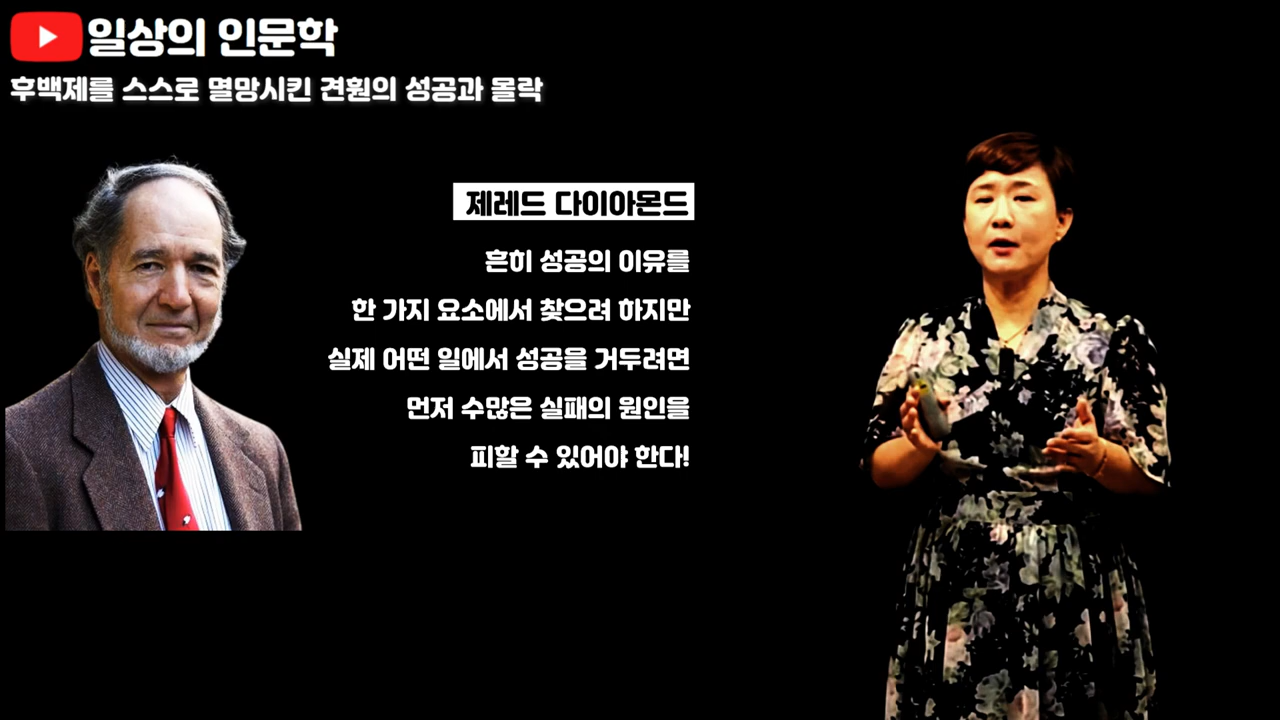 일상의 인문학
후백제를 스스로 멸망시킨 견훤의 성공과 몰락
제레드 다이아몬드
흔히 성공의 이유를
한 가지 요소에서 찾으려 하지만
실제 어떤 일에서 성공을 거두려면
먼저 수많은 실패의 원인을
피할 수 있어야 한다!